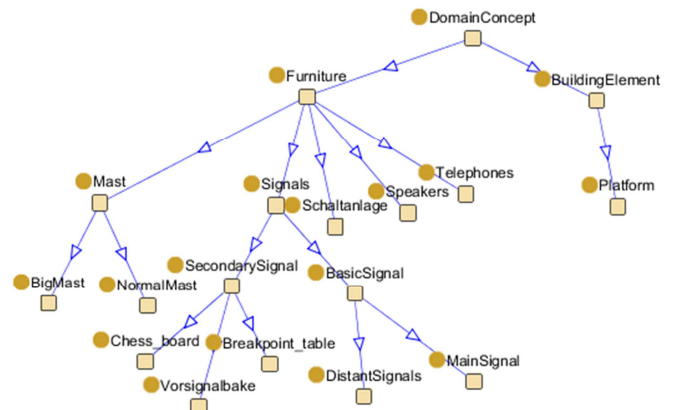 DomainConcept
Furniture
BuildingElement
Mast
Signals
Schaltanlage
Speakers
Telephones
Platform
BigMast
NormalMast
SecondarySignal
BasicSignal
Chess_board
Breakpoint_table
Vorsignalbake
DistantSignals
MainSignal